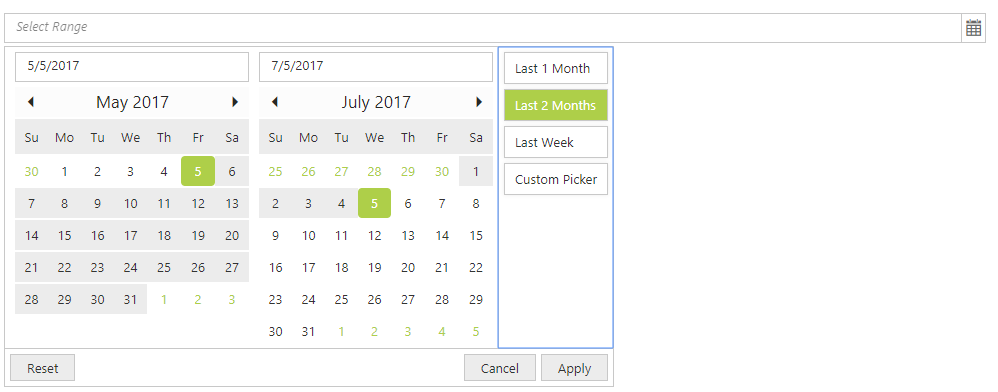 Select Range
5/5/2017
7/5/2017
Last 1 Month
Last 2 Months
Last Week
Custom Picker
May 2017
Su Mo Tu We Th Fr Sa
30 1 2 3 4 5 6
7 8 9 10 11 12 13
14 15 16 17 18 19 20
21 22 23 24 25 26 27
28 29 30 31 1 2 3
July 2017
Su Mo Tu We Th Fr Sa
25 26 27 28 29 30 1
2 3 4 5 6 7 8
9 10 11 12 13 14 15
16 17 18 19 20 21 22
23 24 25 26 27 28 29
30 31 1 2 3 4 5
Reset
Cancel
Apply